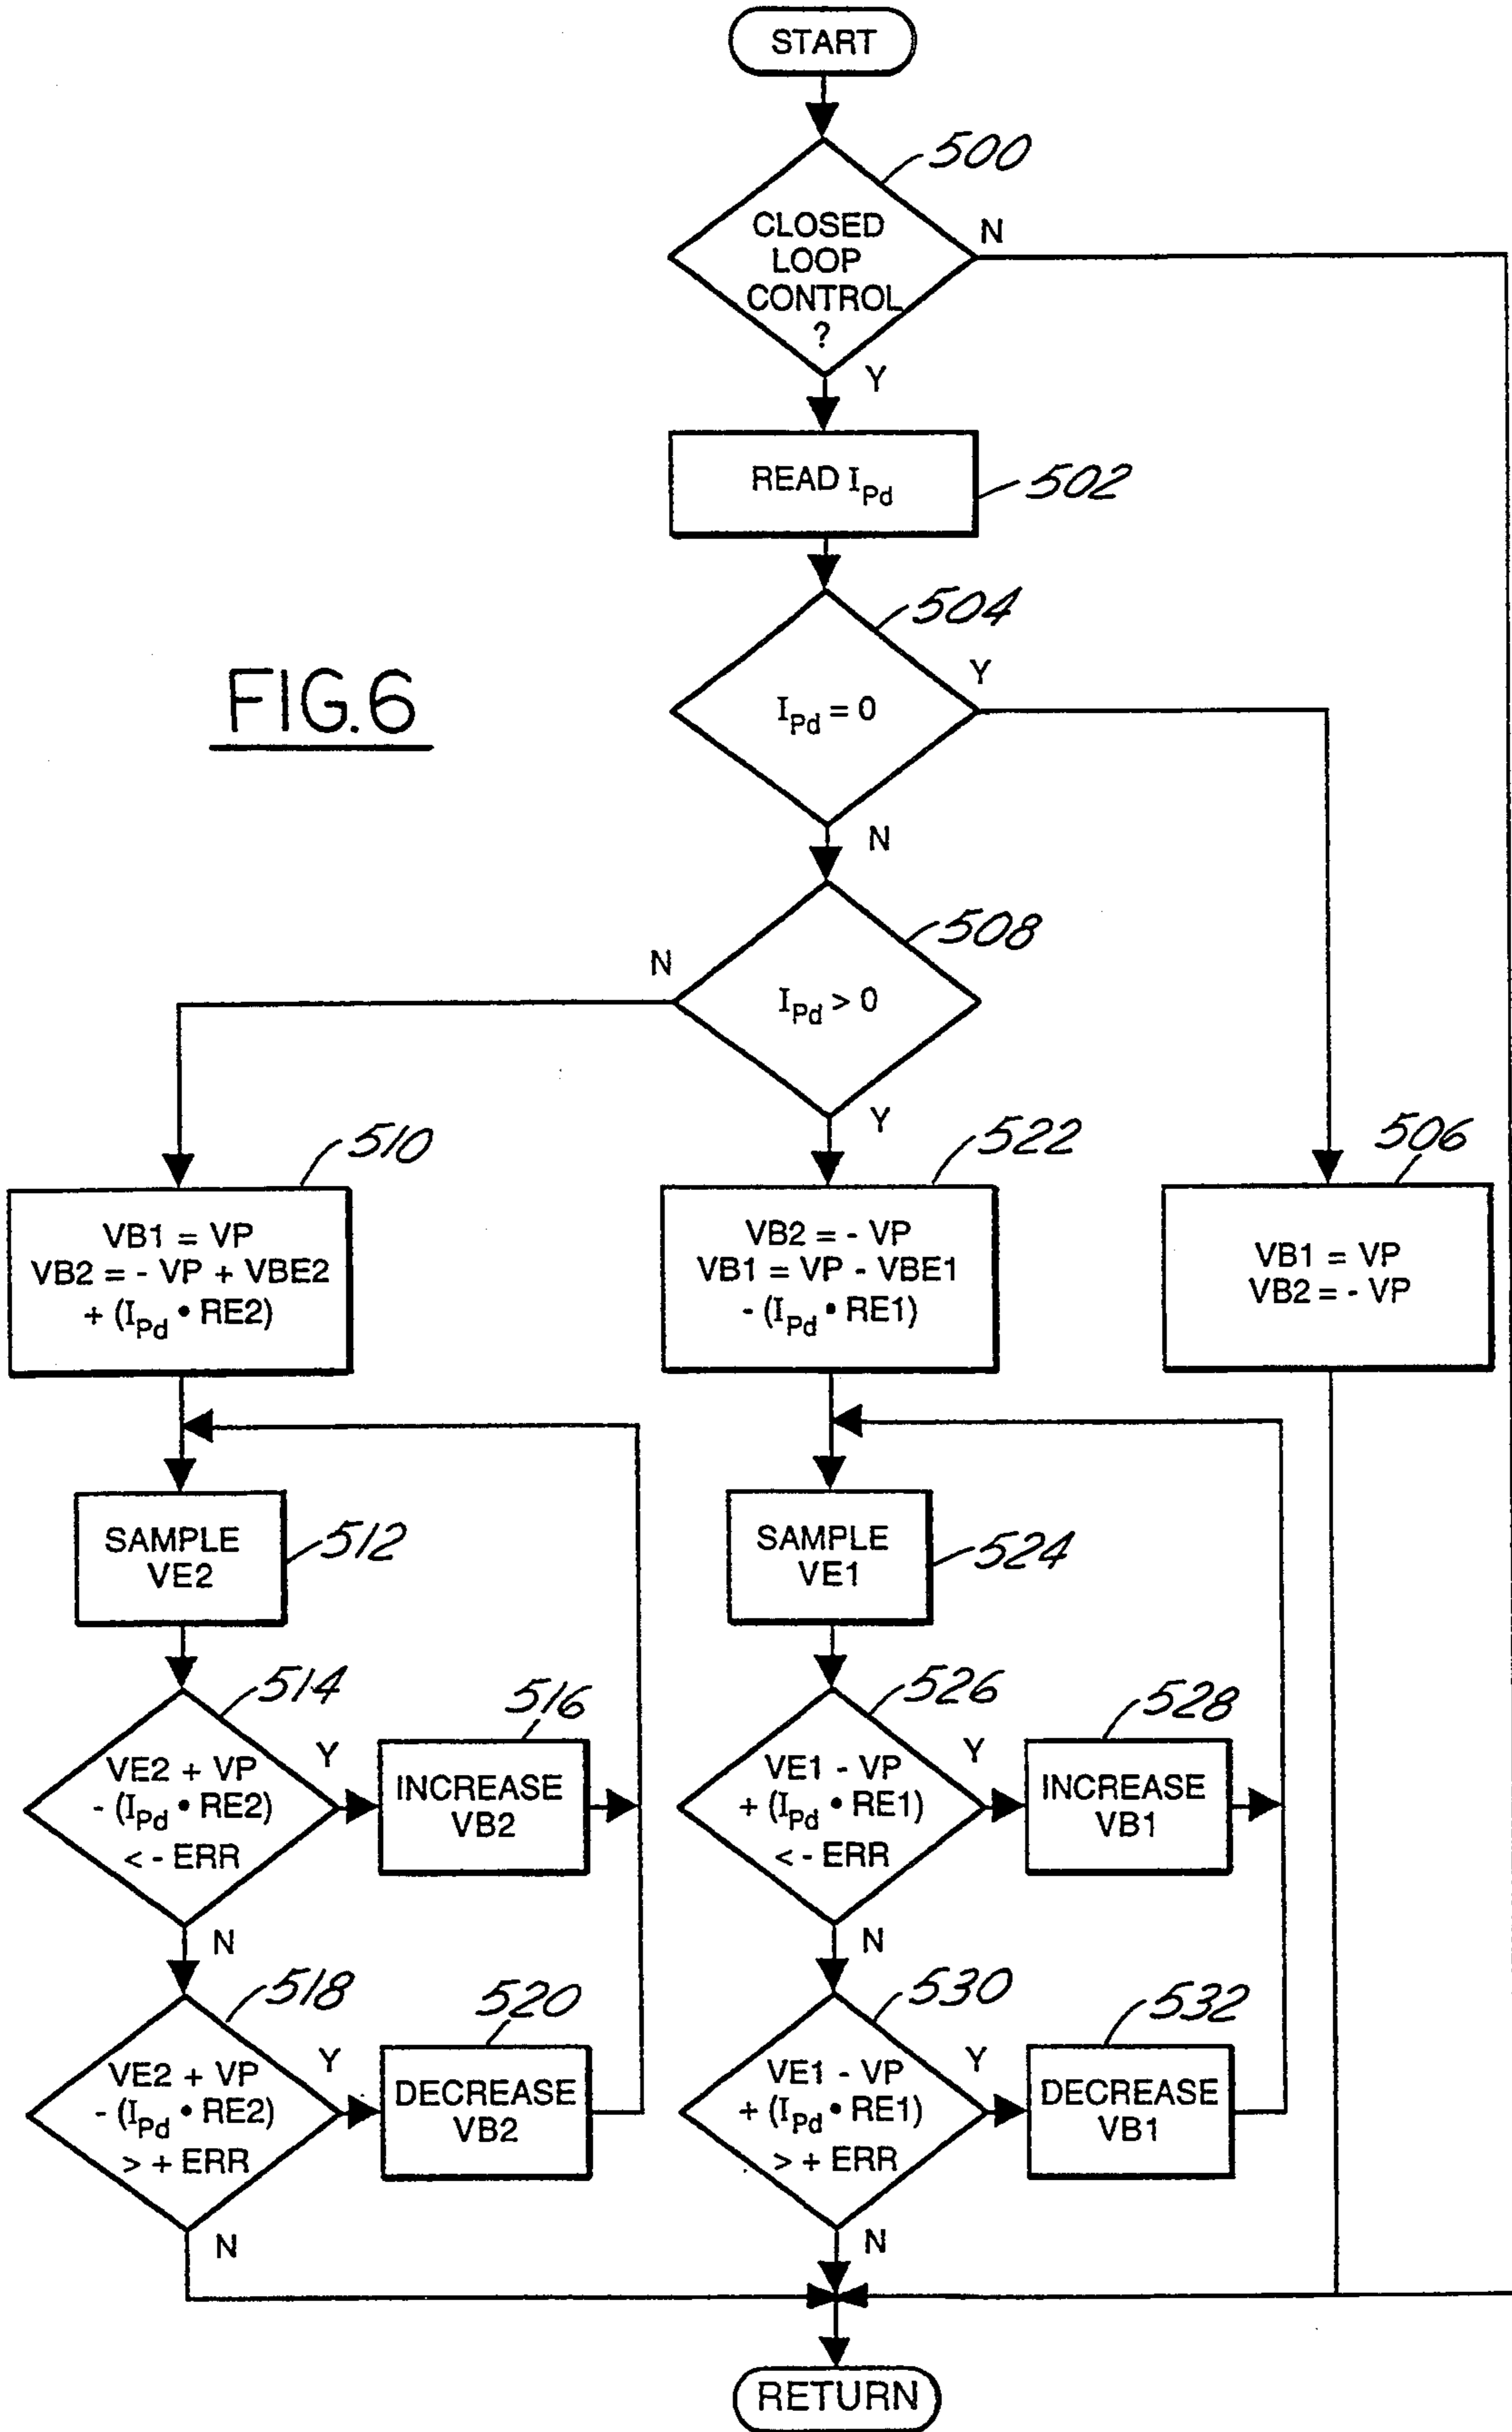 START
500
CLOSED
LOOP
CONTROL
?
N
Y
READ I_Pd
502
504
I_Pd = 0
Y
N
FIG.6
508
I_Pd > 0
N
Y
510
VB1 = VP
VB2 = - VP + VBE2
+ (I_Pd • RE2)
522
VB2 = - VP
VB1 = VP - VBE1
- (I_Pd • RE1)
506
VB1 = VP
VB2 = - VP
SAMPLE
VE2
512
SAMPLE
VE1
524
514
VE2 + VP
- (I_Pd • RE2)
< - ERR
Y
N
516
INCREASE
VB2
526
VE1 - VP
+ (I_Pd • RE1)
< - ERR
Y
N
528
INCREASE
VB1
518
VE2 + VP
- (I_Pd • RE2)
> + ERR
Y
N
520
DECREASE
VB2
530
VE1 - VP
+ (I_Pd • RE1)
> + ERR
Y
N
532
DECREASE
VB1
RETURN